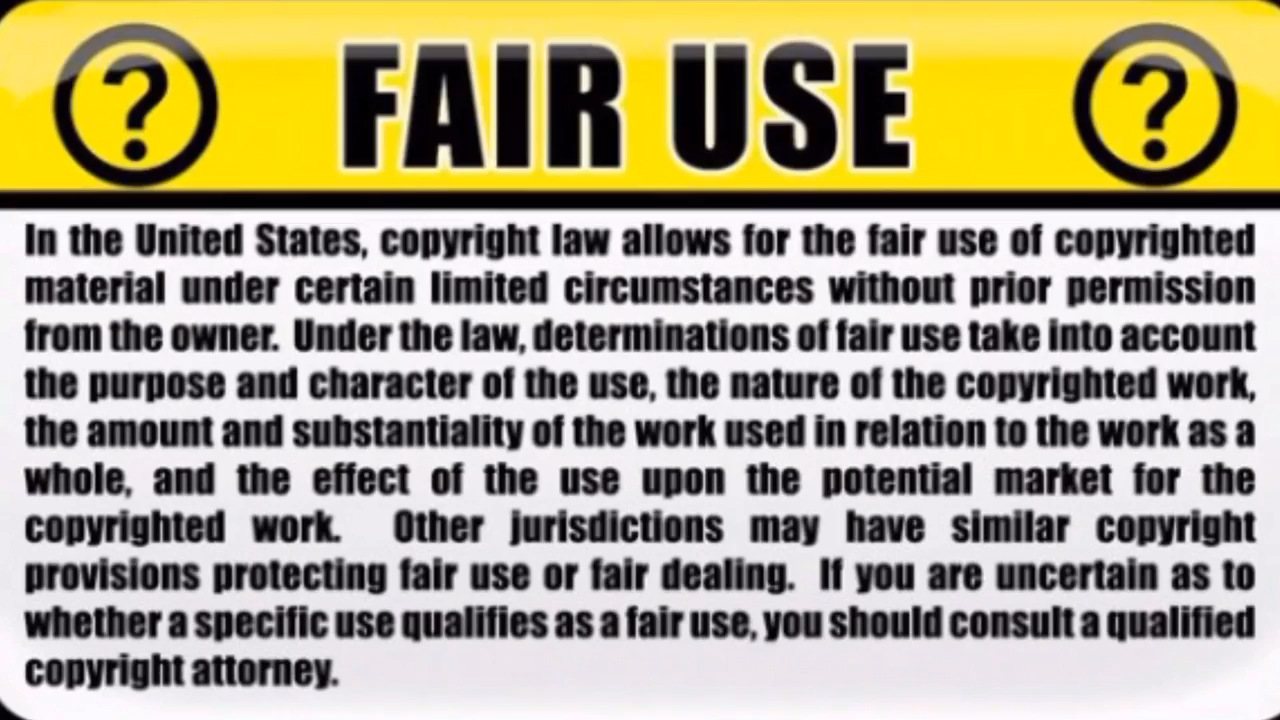 ? FAIR USE ?
In the United States, copyright law allows for the fair use of copyrighted
material under certain limited circumstances without prior permission
from the owner. Under the law, determinations of fair use take into account
the purpose and character of the use, the nature of the copyrighted work,
the amount and substantiality of the work used in relation to the work as a
whole, and the effect of the use upon the potential market for the
copyrighted work. Other jurisdictions may have similar copyright
provisions protecting fair use or fair dealing. If you are uncertain as to
whether a specific use qualifies as a fair use, you should consult a qualified
copyright attorney.